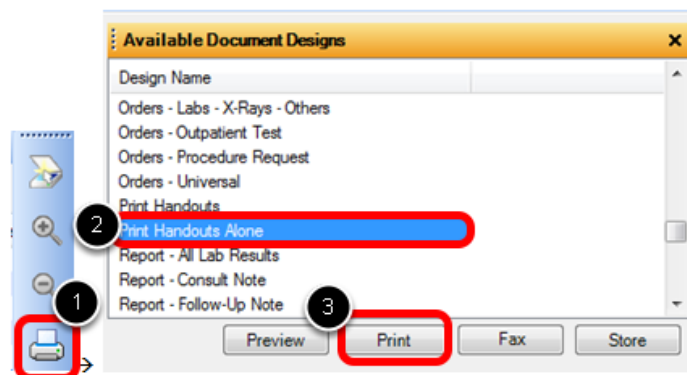 Available Document Designs
Design Name
Orders - Labs - X-Rays - Others
Orders - Outpatient Test
Orders - Procedure Request
Orders - Universal
Print Handouts
2
Print Handouts Alone
Report - All Lab Results
Report - Consult Note
Report - Follow-Up Note
1
3
Preview Print Fax Store